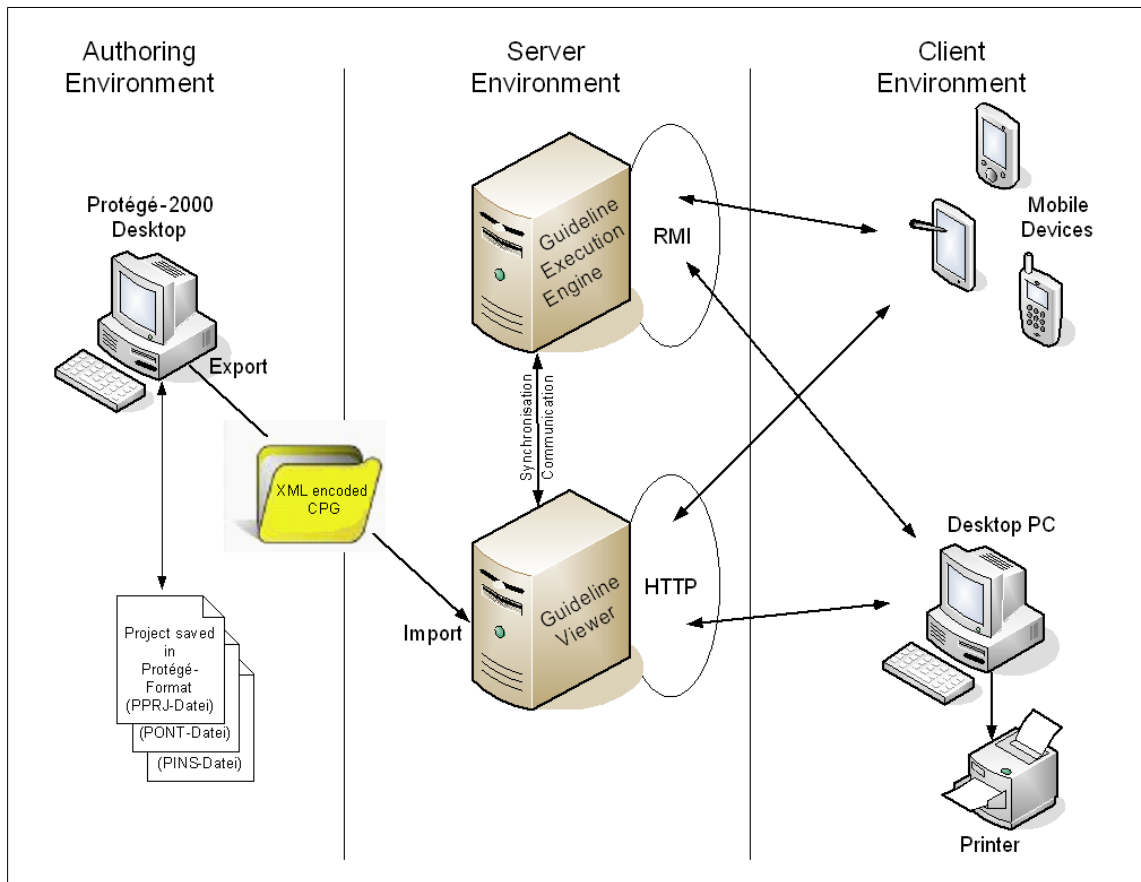 Authoring
Environment
Server
Environment
Client
Environment
Protégé-2000
Desktop
Export
XML encoded
CPG
Project saved
in
Protégé-
Format
(PPRJ-Datei)
(PONT-Datei)
(PINS-Datei)
Import
Guideline
Execution
Engine
RMI
Synchronisation
Communication
Guideline
Viewer
HTTP
Mobile
Devices
Desktop PC
Printer